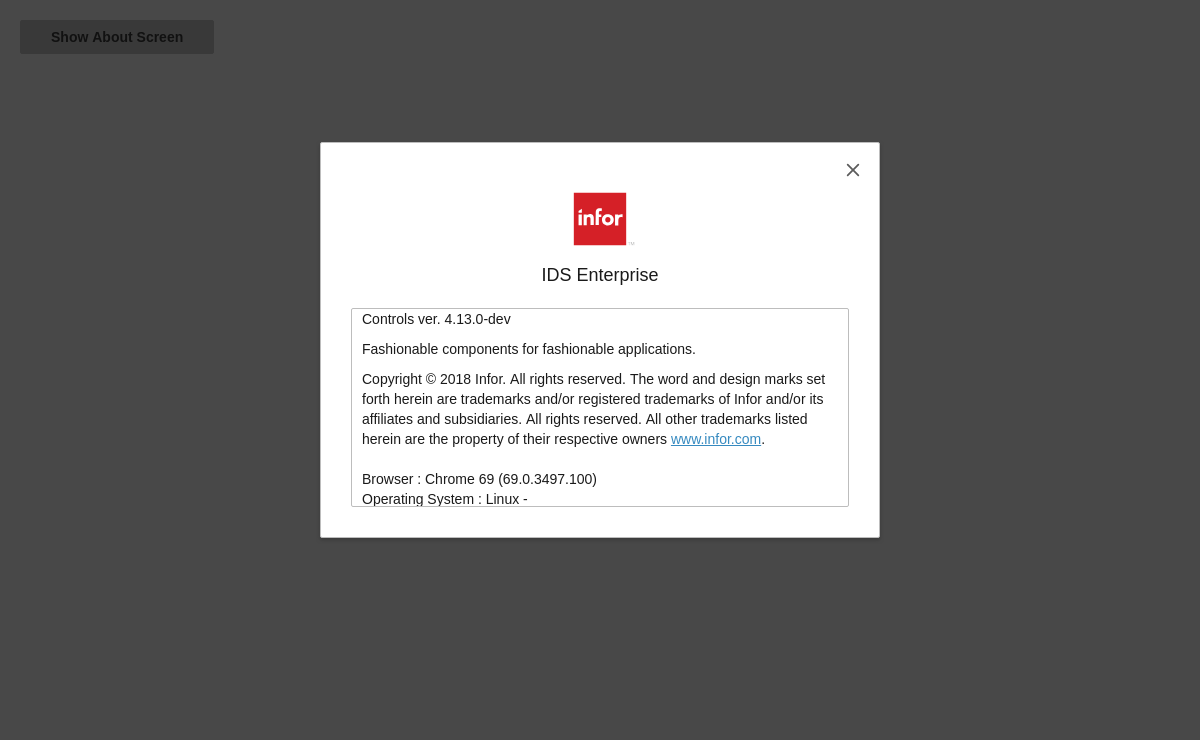 Show About Screen
infor
TM
IDS Enterprise
Controls ver. 4.13.0-dev
Fashionable components for fashionable applications.
Copyright © 2018 Infor. All rights reserved. The word and design marks set
forth herein are trademarks and/or registered trademarks of Infor and/or its
affiliates and subsidiaries. All rights reserved. All other trademarks listed
herein are the property of their respective owners www.infor.com.
Browser : Chrome 69 (69.0.3497.100)
Operating System : Linux -